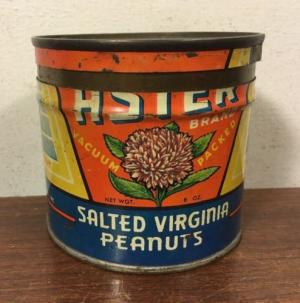 ASTER
BRAND
VACUUM PACKED
NET WGT. 8 OZ.
SALTED VIRGINIA
PEANUTS